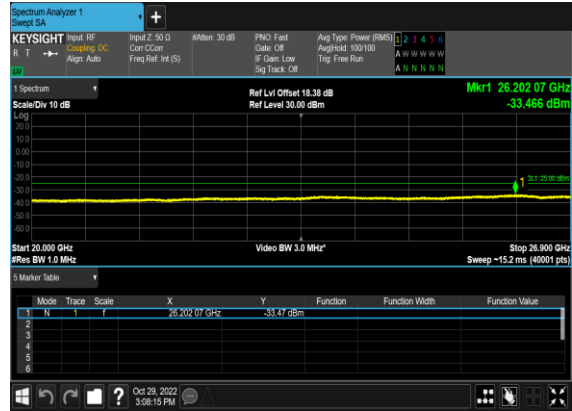 Spectrum Analyzer 1
Swept SA
+
KEYSIGHT Input: RF Input Z: 50 Ω #Atten: 30 dB PNO: Fast Avg Type: Power (RMS) 1 2 3 4 5 6
R T Coupling: DC Corr CCorr Gate: Off Avg|Hold: 100/100 A W W W W W
Align: Auto Freq Ref: Int (S) IF Gain: Low Trig: Free Run
Sig Track: Off A N N N N N
1 Spectrum Ref Lvl Offset 18.38 dB Mkr1 26.202 07 GHz
Scale/Div 10 dB Ref Level 30.00 dBm -33.466 dBm
Log
20.0
10.0
0.00
-10.0
-20.0
-30.0
-40.0
-50.0
-60.0
1
Start 20.000 GHz Video BW 3.0 MHz* Stop 26.900 GHz
#Res BW 1.0 MHz Sweep ~15.2 ms (40001 pts)
5 Marker Table
Mode Trace Scale X Y Function Function Width Function Value
1 N 1 f 26.202 07 GHz -33.47 dBm
2
3
4
5
6
? Oct 29, 2022
3:08:15 PM